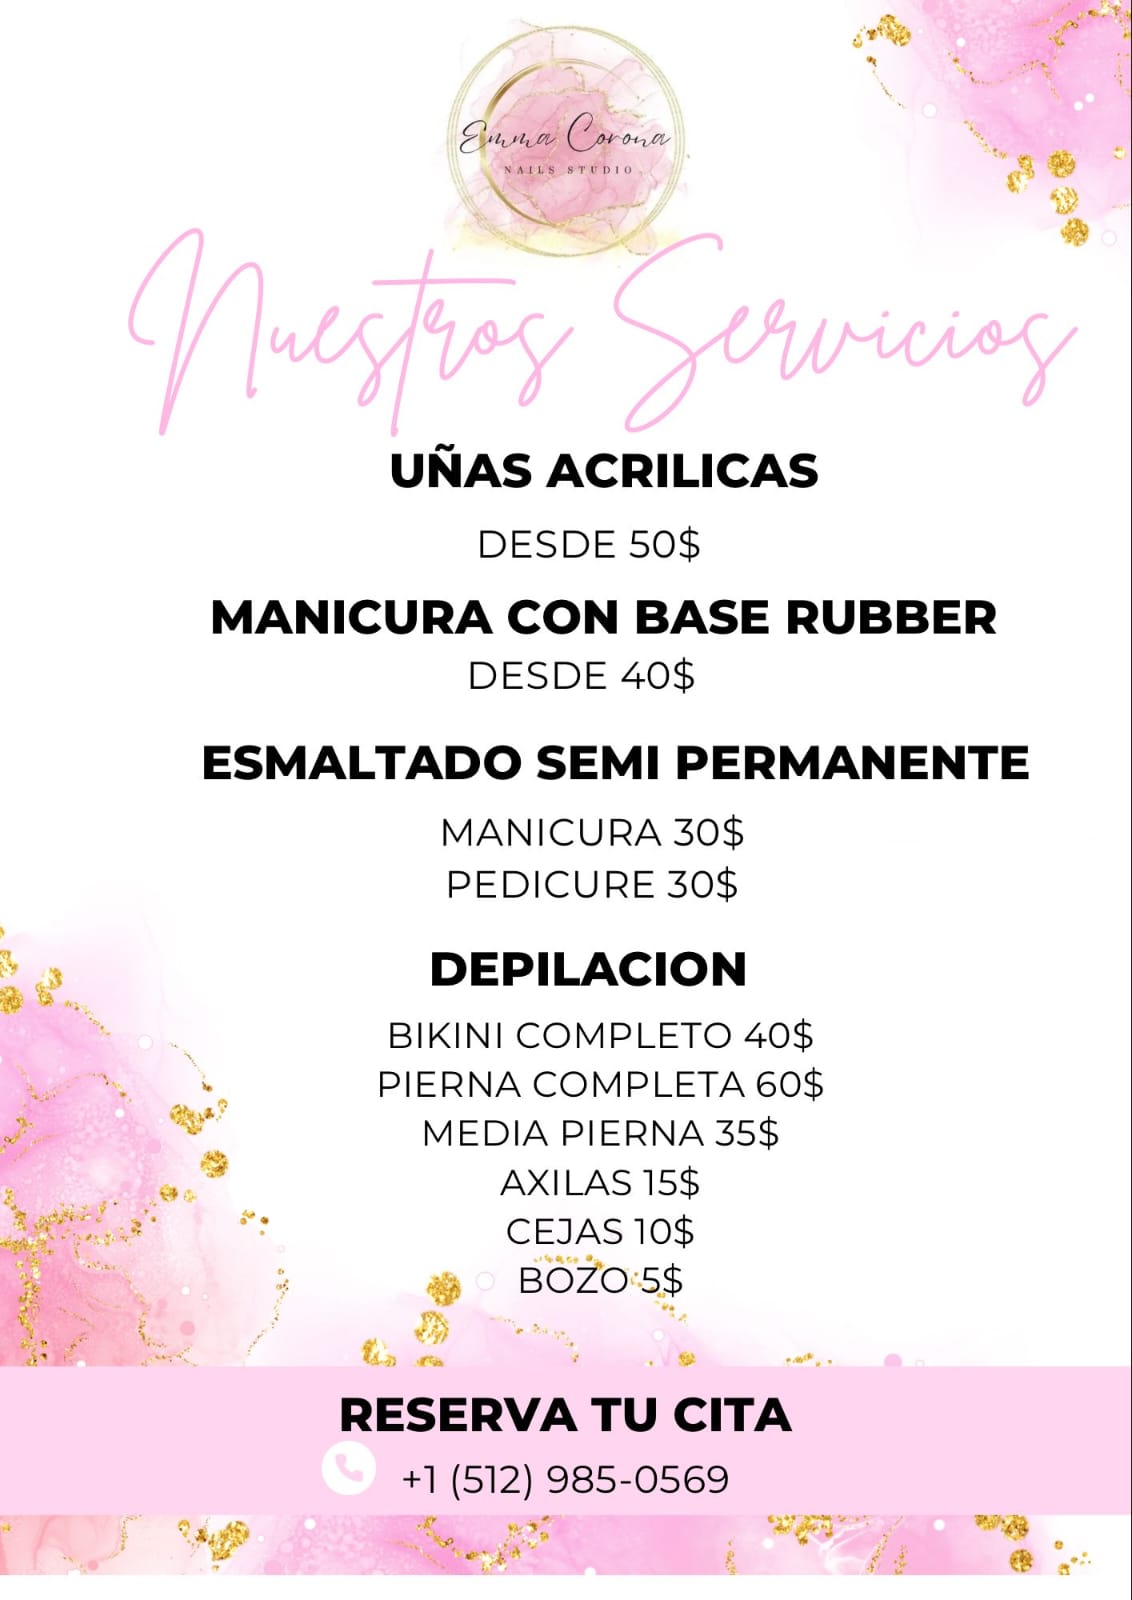 Emma Corona
NAILS STUDIO
Nuestros Servicios
UÑAS ACRILICAS
DESDE 50$
MANICURA CON BASE RUBBER
DESDE 40$
ESMALTADO SEMI PERMANENTE
MANICURA 30$
PEDICURE 30$
DEPILACION
BIKINI COMPLETO 40$
PIERNA COMPLETA 60$
MEDIA PIERNA 35$
AXILAS 15$
CEJAS 10$
BOZO 5$
RESERVA TU CITA
+1 (512) 985-0569